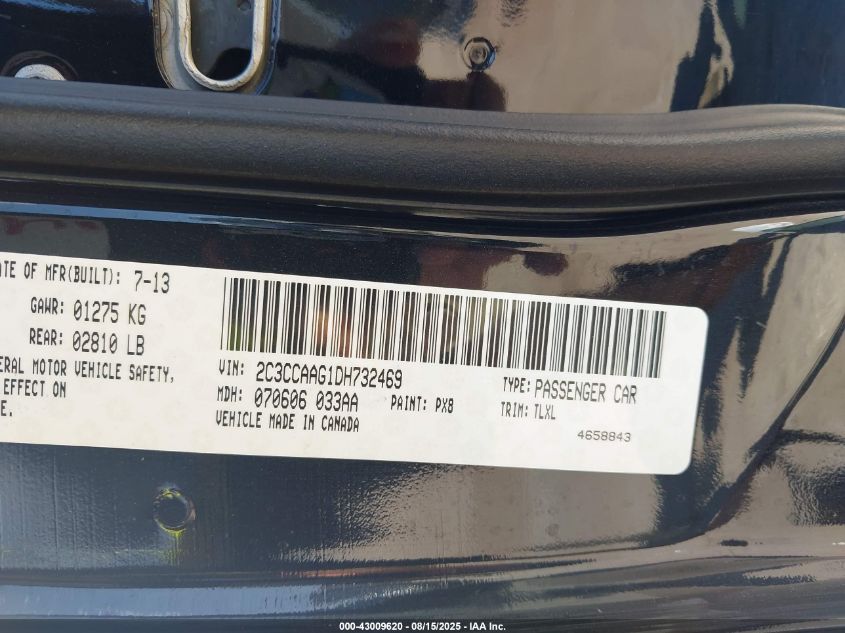 ATE OF MFR(BUILT): 7-13
GAWR: 01275 KG
REAR: 02810 LB
ERAL MOTOR VEHICLE SAFETY,
EFFECT ON
E.
VIN: 2C3CCAAG1DH732469
MDH: 070606 033AA PAINT: PX8
VEHICLE MADE IN CANADA
TYPE: PASSENGER CAR
TRIM: TLXL
4658843
000-43009620 - 08/15/2025 - IAA Inc.